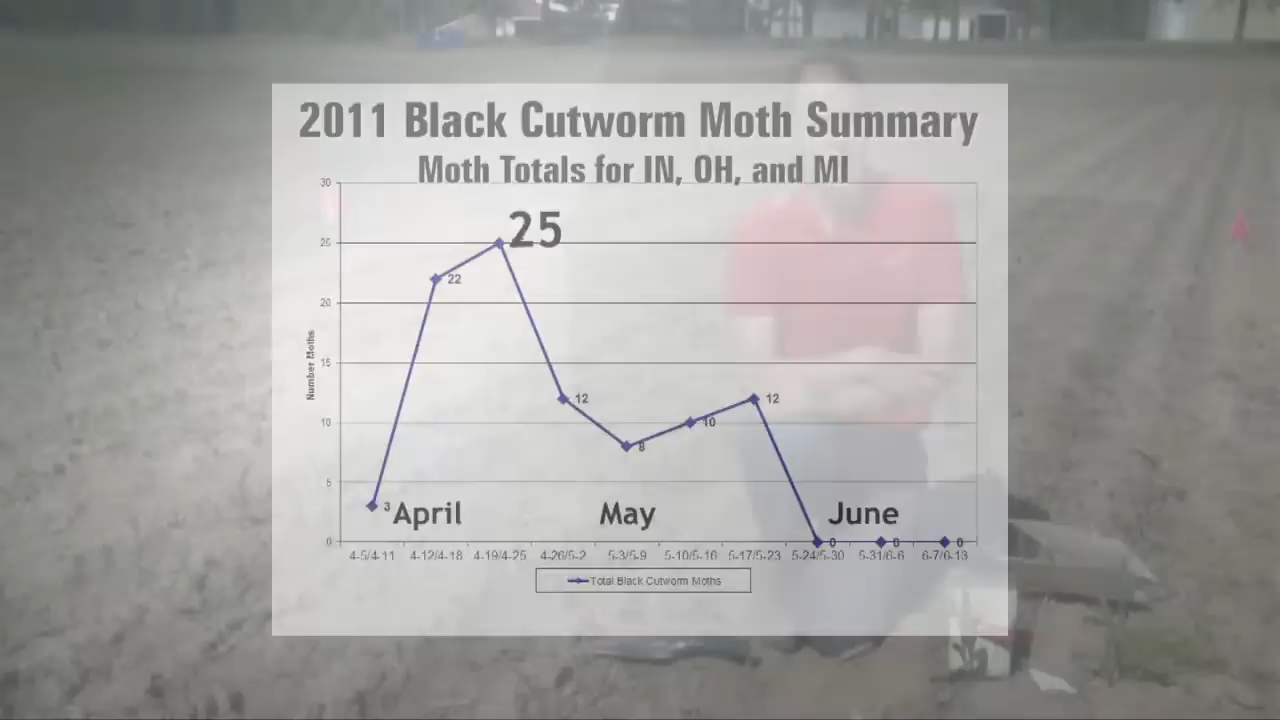 2011 Black Cutworm Moth Summary
Moth Totals for IN, OH, and MI
30
25
25
22
20
15
Number Moths
12
12
10
10
8
5
3
April
May
June
0
0
0
0
4-5/4-11 4-12/4-18 4-19/4-25 4-26/5-2 5-3/5-9 5-10/5-16 5-17/5-23 5-24/5-30 5-31/6-6 6-7/6-13
Total Black Cutworm Moths